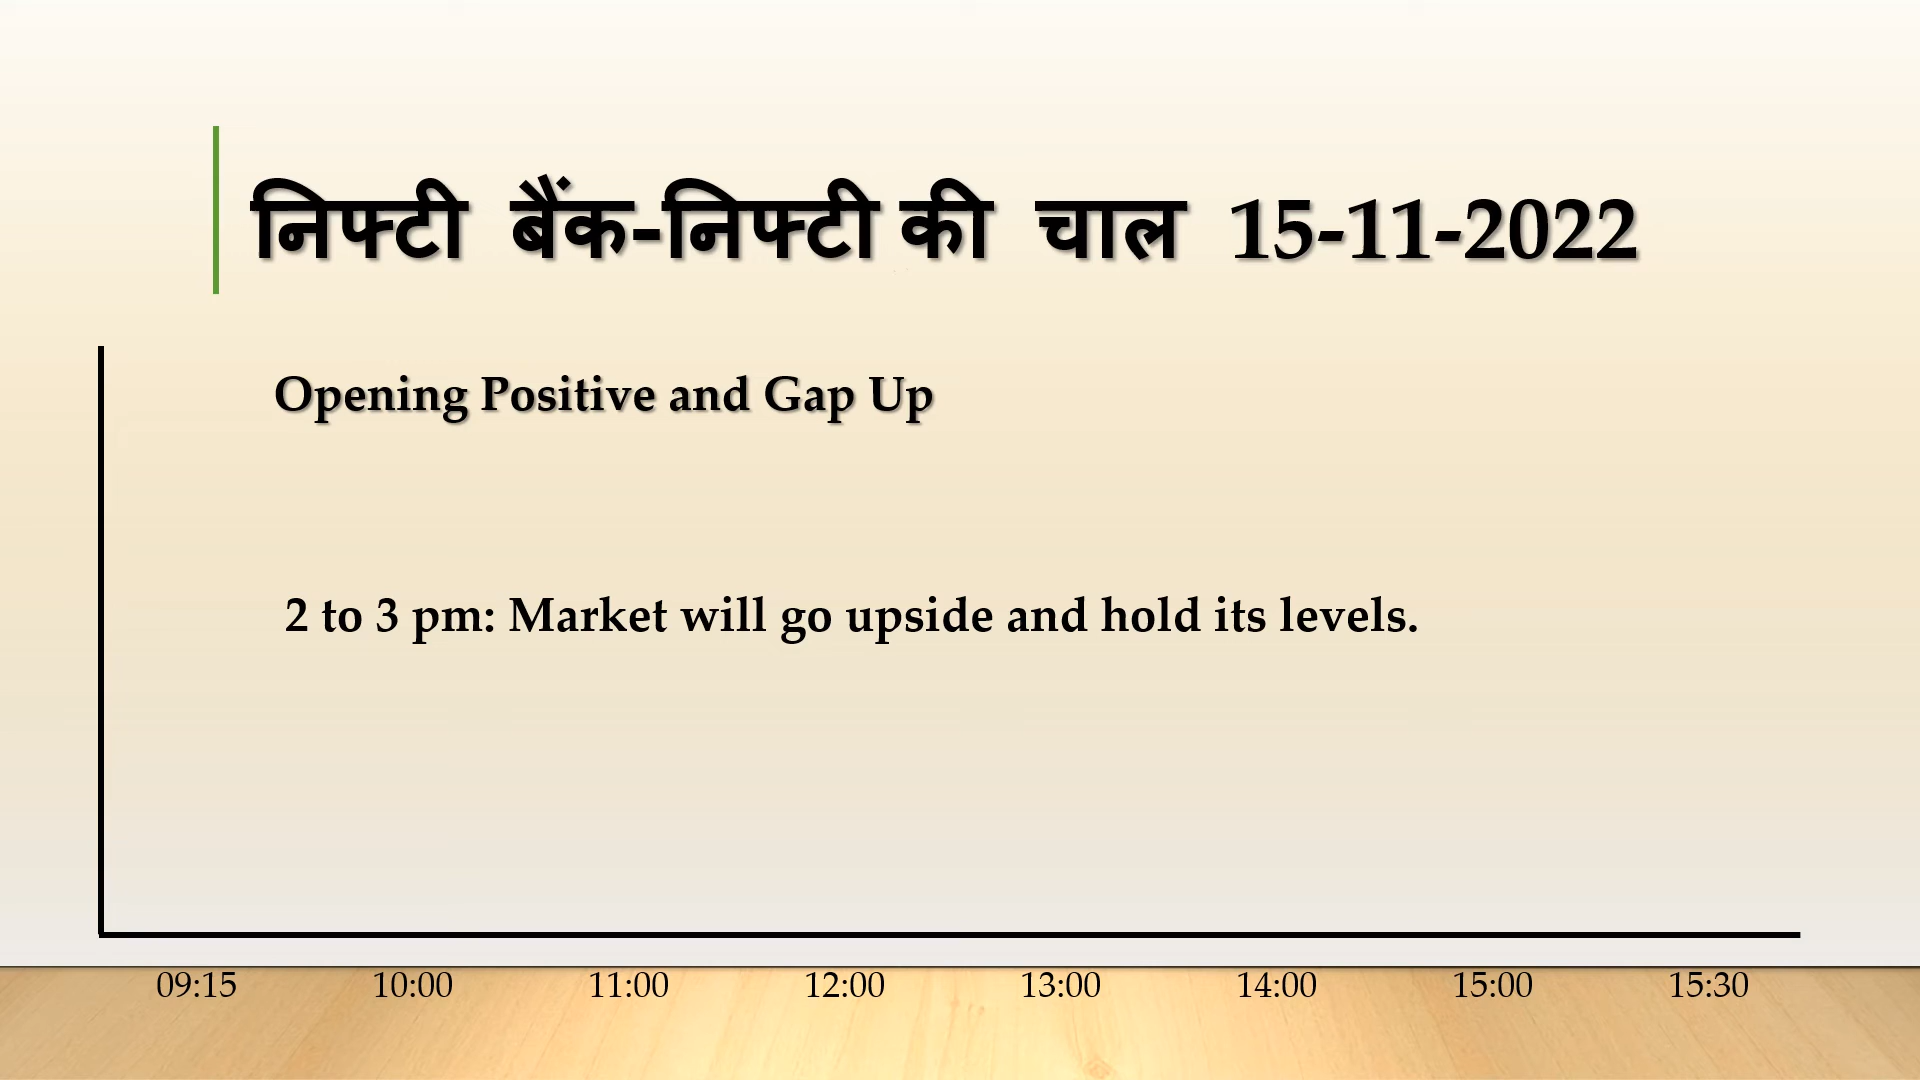 निफ्टी बैंक-निफ्टी की चाल 15-11-2022
Opening Positive and Gap Up
2 to 3 pm: Market will go upside and hold its levels.
09:15 10:00 11:00 12:00 13:00 14:00 15:00 15:30